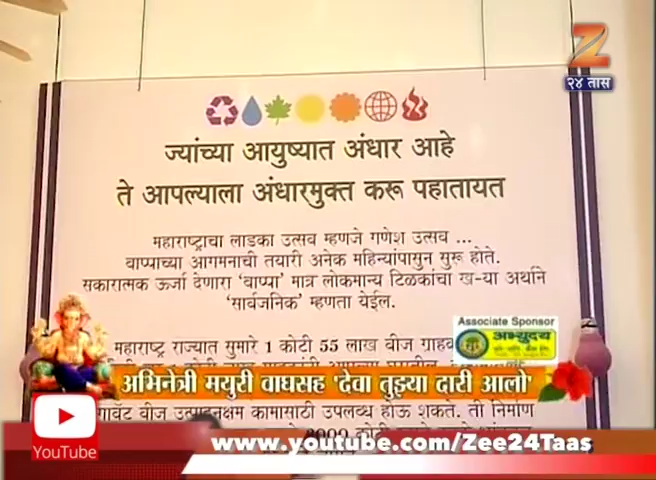 २४ तास
ज्यांच्या आयुष्यात अंधार आहे
ते आपल्याला अंधारमुक्त करू पहातायत
महाराष्ट्राचा लाडका उत्सव म्हणजे गणेश उत्सव ...
बाप्पाच्या आगमनाची तयारी अनेक महिन्यांपासुन सुरू होते.
सकारात्मक ऊर्जा देणारा 'बाप्पा' मात्र लोकमान्य टिळकांचा ख-या अर्थाने
'सार्वजनिक' म्हणता येईल.
Associate Sponsor
अभ्युदय
महाराष्ट्र राज्यात सुमारे 1 कोटी 55 लाख बीज
अभिनेत्री मयुरी वाघसह 'देवा तुझ्या दारी आलो'
वीज उत्पादनक्षम कामासाठी उपलब्ध होऊ शकते. ती निर्माण
YouTube
www.youtube.com/Zee24Taas